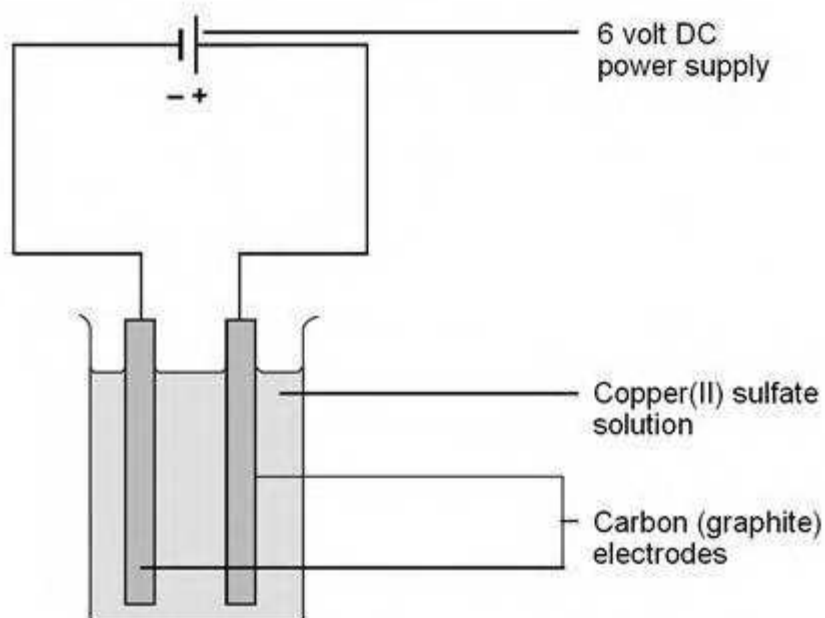 6 volt DC
power supply
– +
Copper(II) sulfate
solution
Carbon (graphite)
electrodes